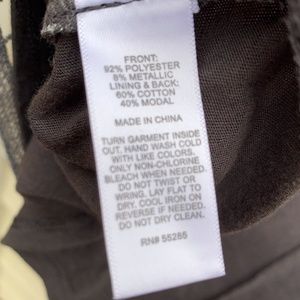 FRONT:
92% POLYESTER
8% METALLIC
LINING & BACK:
60% COTTON
40% MODAL
MADE IN CHINA
TURN GARMENT INSIDE
OUT. HAND WASH COLD
WITH LIKE COLORS.
ONLY NON-CHLORINE
BLEACH WHEN NEEDED.
DO NOT TWIST OR
WRING. LAY FLAT TO
DRY. COOL IRON ON
REVERSE IF NEEDED.
DO NOT DRY CLEAN.
RN# 55285